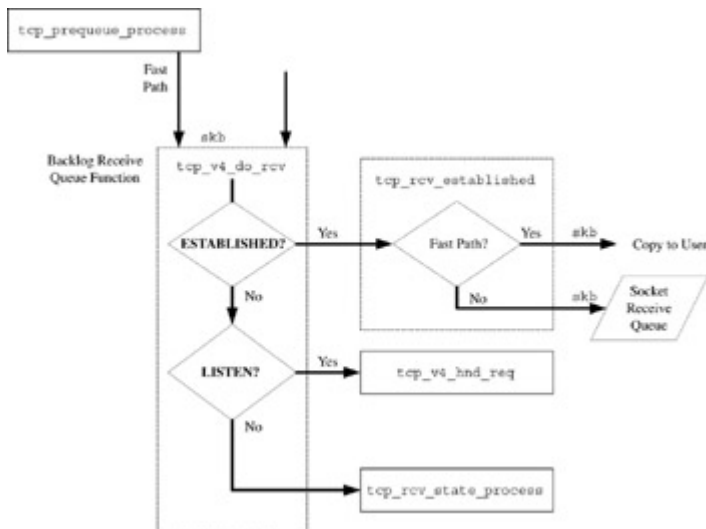 tcp_prequeue_process
Fast
Path
skb
Backlog Receive
Queue Function
tcp_v4_do_rcv
tcp_rcv_established
ESTABLISHED?
Yes
Fast Path?
Yes
skb
Copy to User
No
No
skb
Socket
Receive
Queue
LISTEN?
Yes
tcp_v4_hnd_req
No
tcp_rcv_state_process